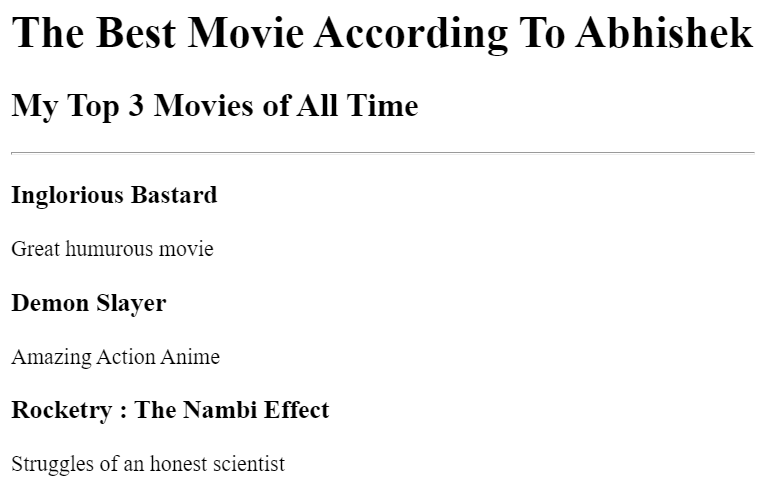 The Best Movie According To Abhishek
My Top 3 Movies of All Time
Inglorious Bastard
Great humurous movie
Demon Slayer
Amazing Action Anime
Rocketry : The Nambi Effect
Struggles of an honest scientist